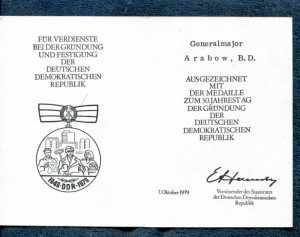 FÜR VERDIENSTE
BEI DER GRÜNDUNG
UND FESTIGUNG
DER
DEUTSCHEN
DEMOKRATISCHEN
REPUBLIK
1949·DDR·1979
Generalmajor
Arabow, B.D.
AUSGEZEICHNET
MIT
DER MEDAILLE
ZUM 30. JAHRESTAG
DER GRÜNDUNG
DER
DEUTSCHEN
DEMOKRATISCHEN
REPUBLIK
7. Oktober 1979
Vorsitzender des Staatsrates
der Deutschen Demokratischen
Republik